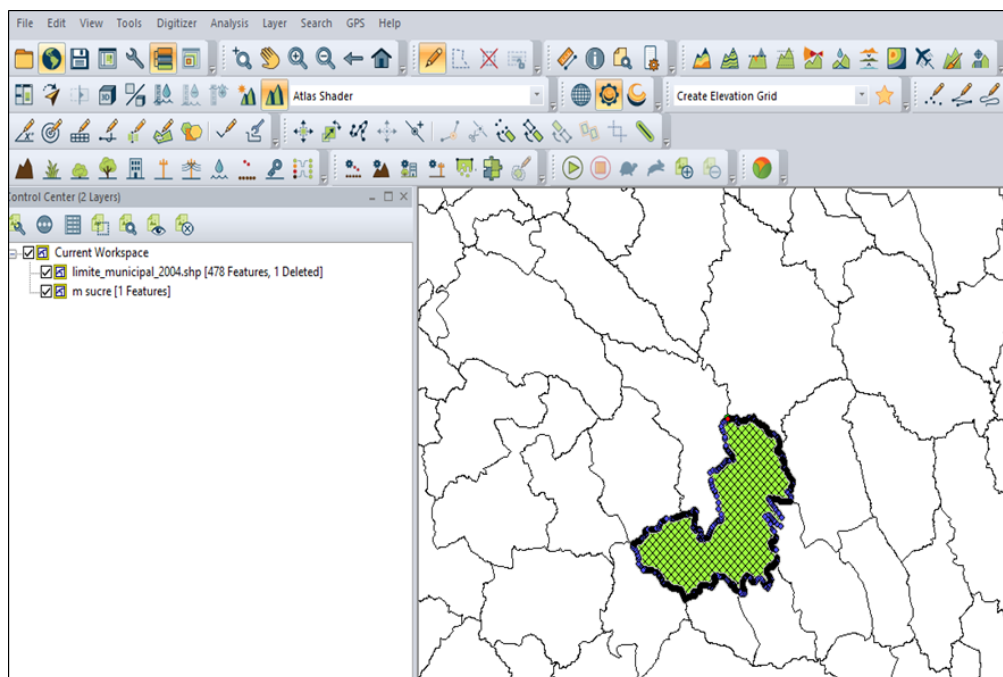 File Edit View Tools Digitizer Analysis Layer Search GPS Help
Atlas Shader
Create Elevation Grid
Control Center (2 Layers)
Current Workspace
limite_municipal_2004.shp [478 Features, 1 Deleted]
m sucre [1 Features]